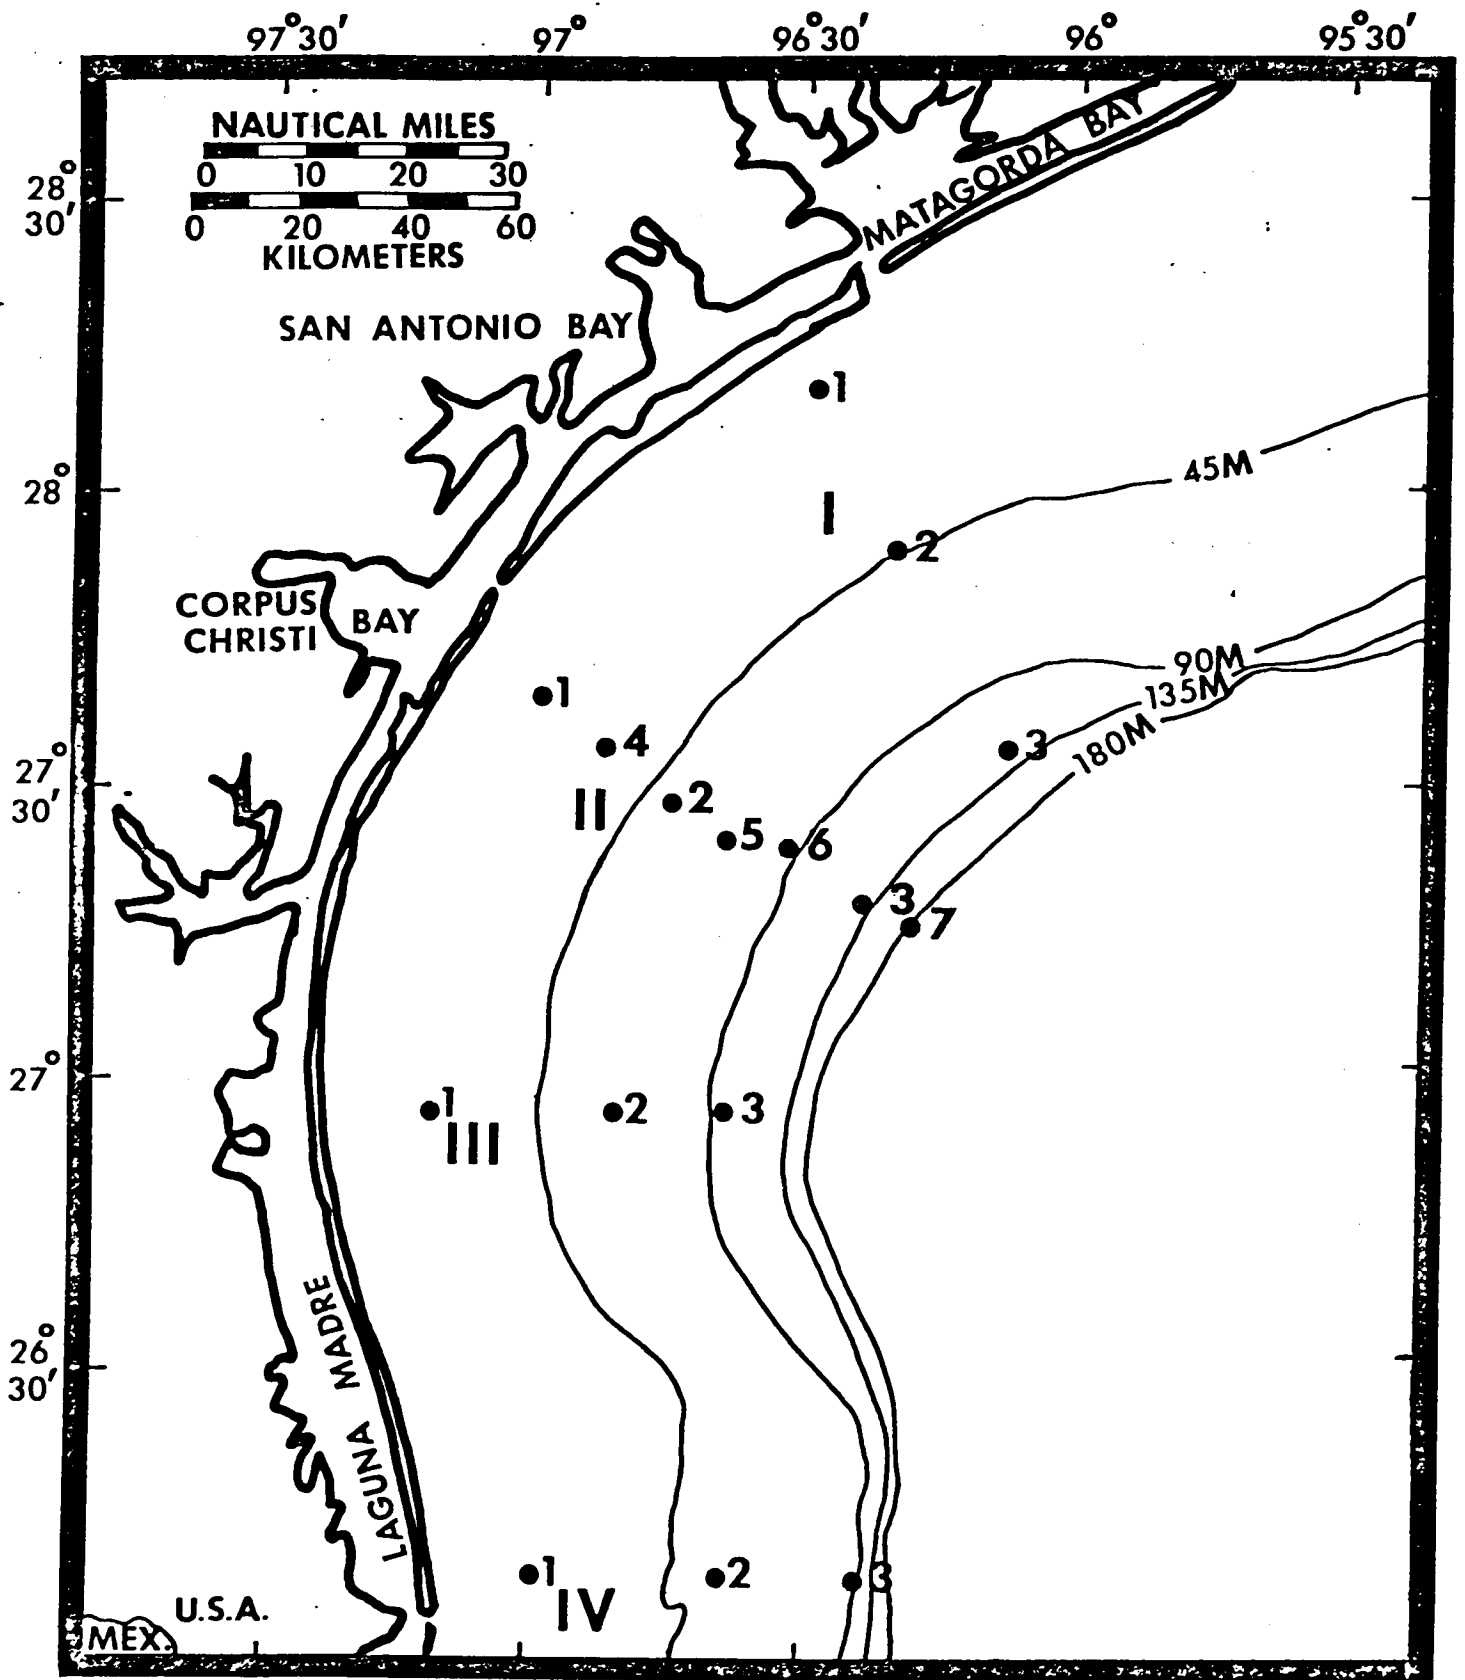 97°30′ 97° 96°30′ 96° 95°30′
NAUTICAL MILES
0 10 20 30
0 20 40 60
KILOMETERS
28°
30′
MATAGORDA BAY
SAN ANTONIO BAY
1
45M
28°
I
2
CORPUS
CHRISTI
BAY
90M
135M
180M
1
4
3
27°
30′
II
2
5
6
3
7
27°
1
III
2
3
26°
30′
LAGUNA MADRE
1
IV
2
3
U.S.A.
MEX.